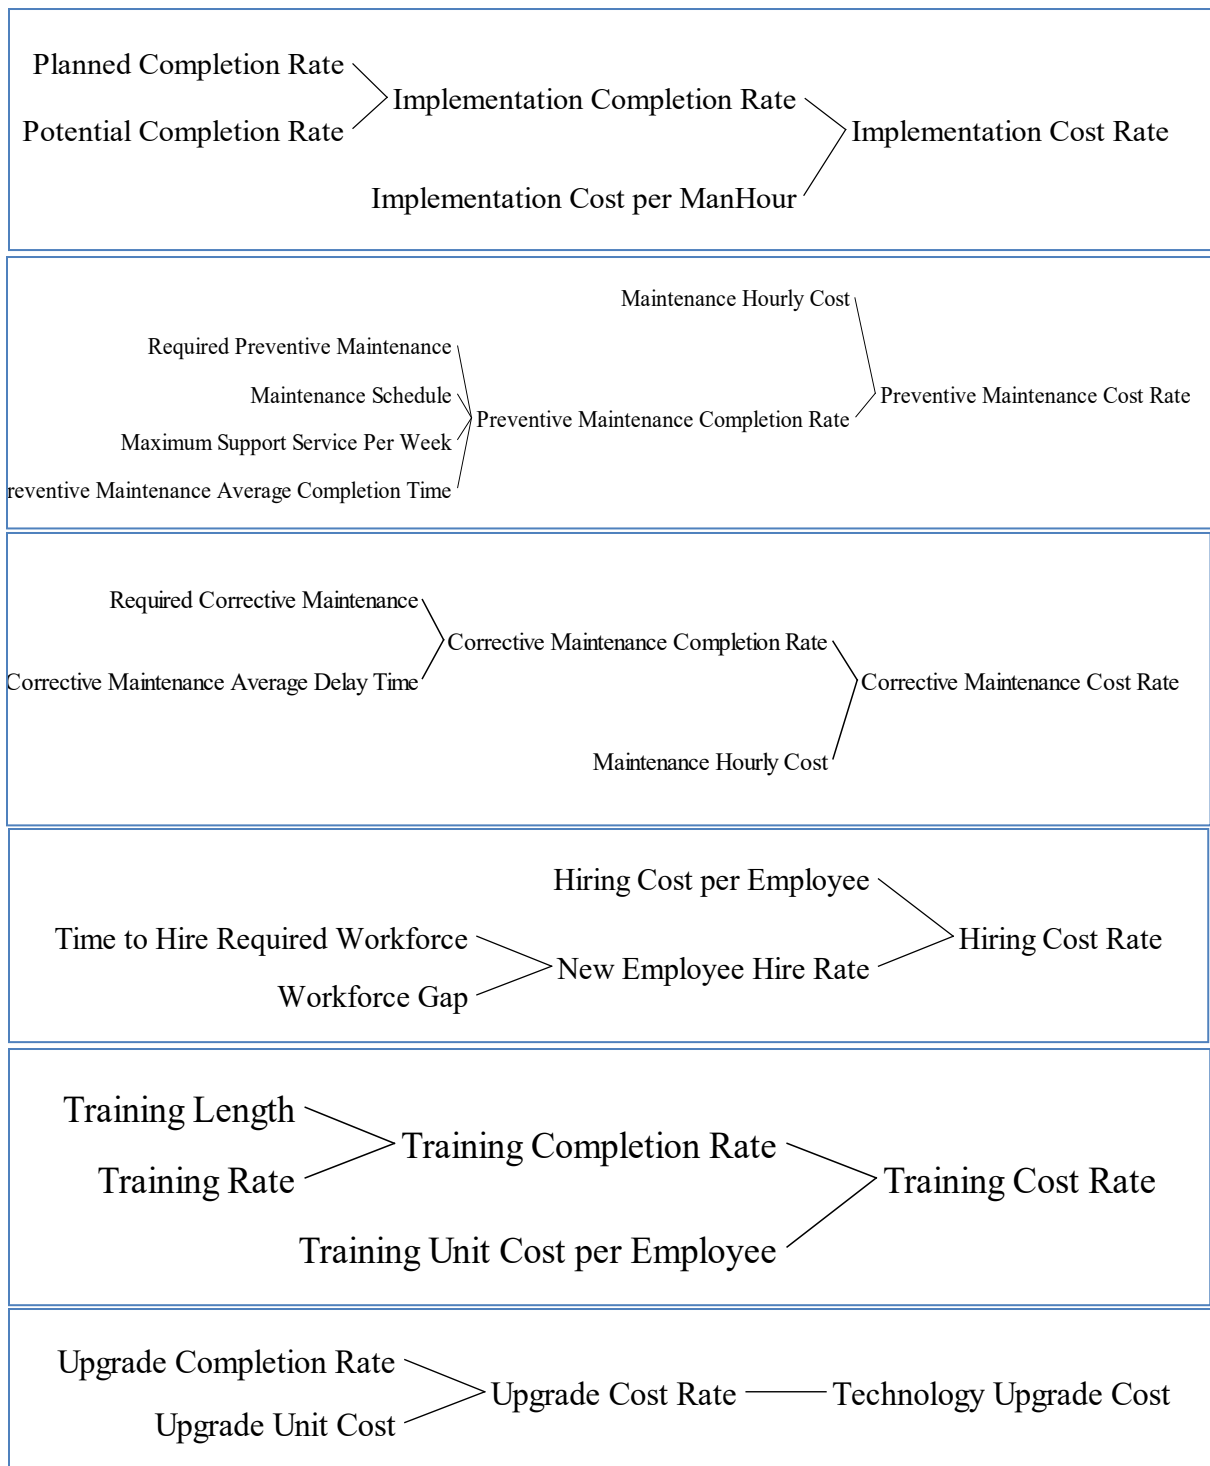 Planned Completion Rate
Implementation Completion Rate
Potential Completion Rate
Implementation Cost Rate
Implementation Cost per ManHour
Maintenance Hourly Cost
Required Preventive Maintenance
Maintenance Schedule
Preventive Maintenance Cost Rate
Preventive Maintenance Completion Rate
Maximum Support Service Per Week
reventive Maintenance Average Completion Time
Required Corrective Maintenance
Corrective Maintenance Completion Rate
Corrective Maintenance Average Delay Time
Corrective Maintenance Cost Rate
Maintenance Hourly Cost
Hiring Cost per Employee
Time to Hire Required Workforce
Hiring Cost Rate
New Employee Hire Rate
Workforce Gap
Training Length
Training Completion Rate
Training Rate
Training Cost Rate
Training Unit Cost per Employee
Upgrade Completion Rate
Upgrade Cost Rate
Technology Upgrade Cost
Upgrade Unit Cost